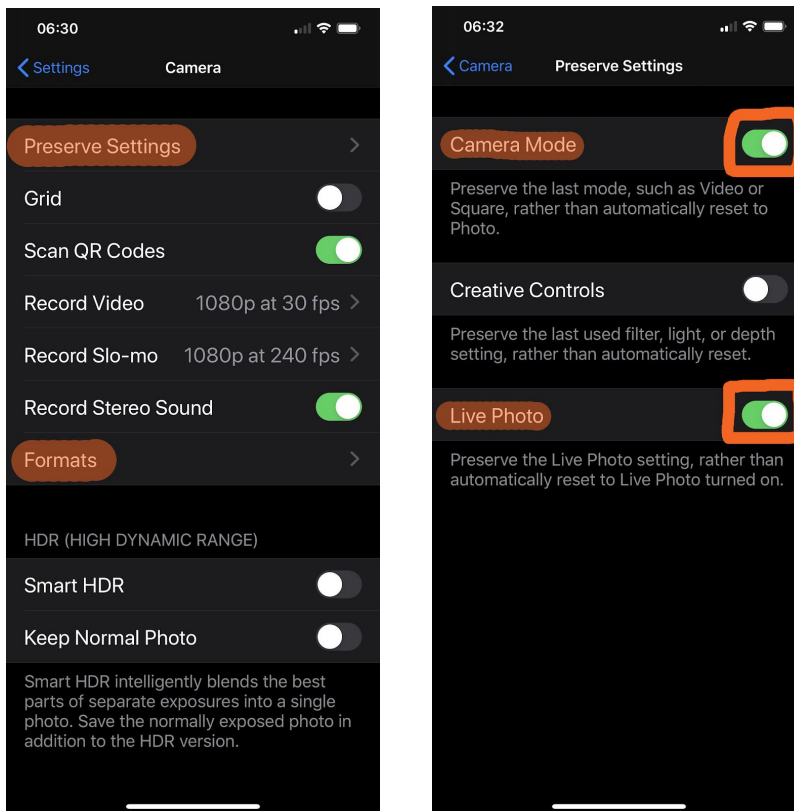 06:30
Settings
Camera
Preserve Settings
Grid
Scan QR Codes
Record Video 1080p at 30 fps
Record Slo-mo 1080p at 240 fps
Record Stereo Sound
Formats
HDR (HIGH DYNAMIC RANGE)
Smart HDR
Keep Normal Photo
Smart HDR intelligently blends the best
parts of separate exposures into a single
photo. Save the normally exposed photo in
addition to the HDR version.
06:32
Camera
Preserve Settings
Camera Mode
Preserve the last mode, such as Video or
Square, rather than automatically reset to
Photo.
Creative Controls
Preserve the last used filter, light, or depth
setting, rather than automatically reset.
Live Photo
Preserve the Live Photo setting, rather than
automatically reset to Live Photo turned on.